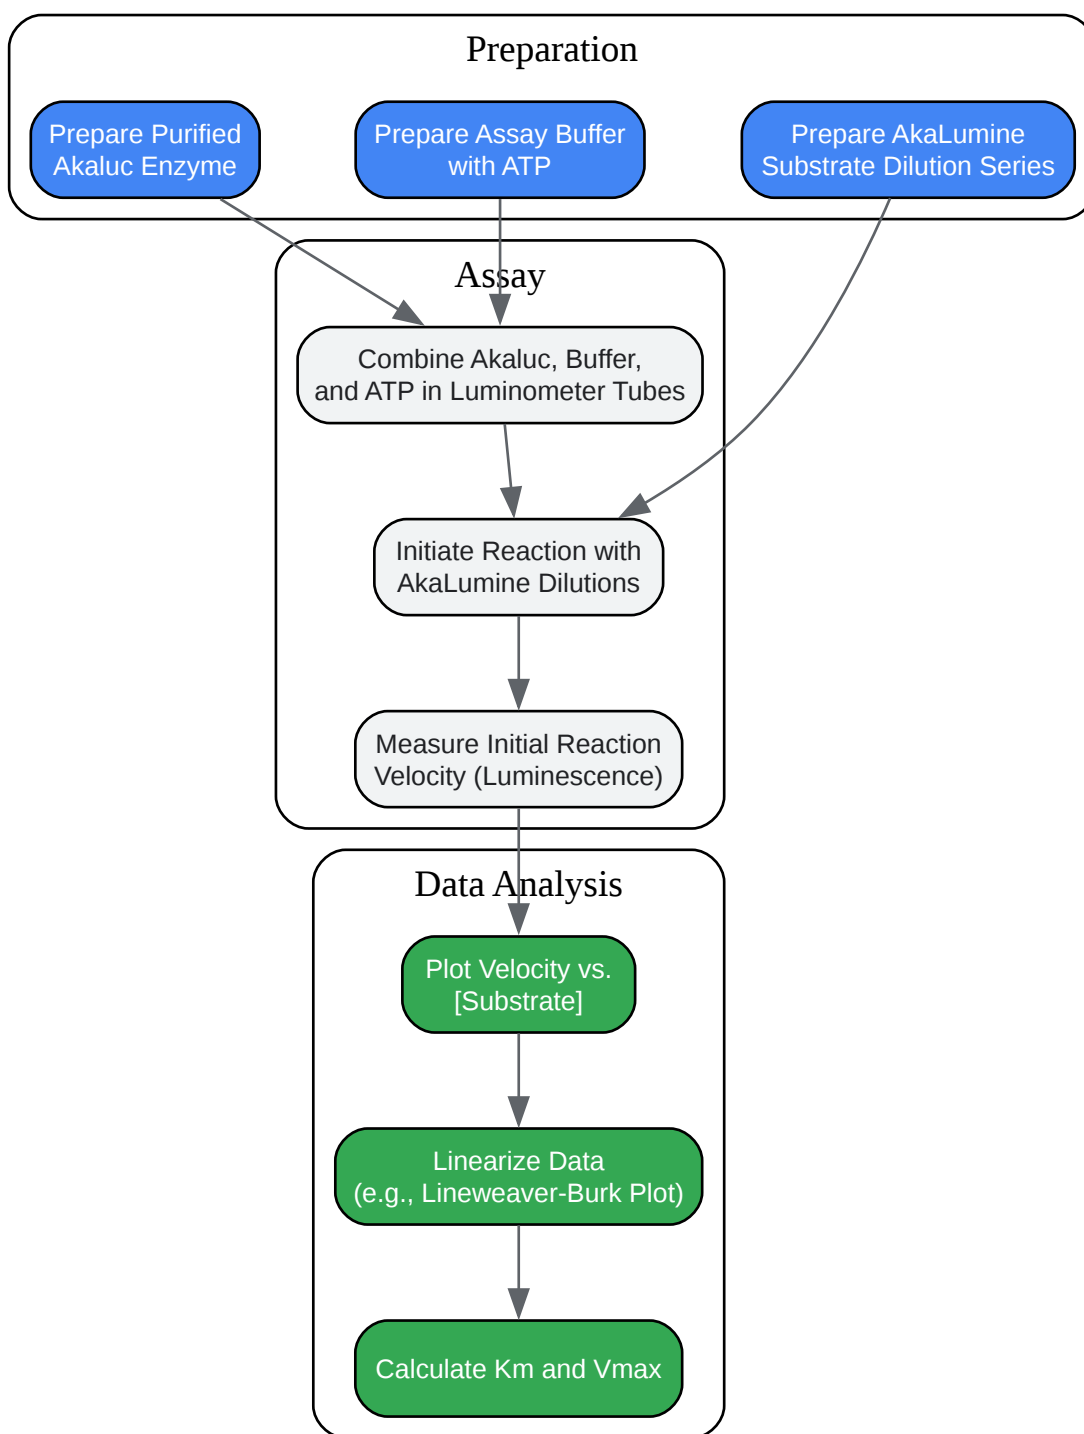 Preparation
Prepare Purified
Akaluc Enzyme
Prepare Assay Buffer
with ATP
Prepare AkaLumine
Substrate Dilution Series
Assay
Combine Akaluc, Buffer,
and ATP in Luminometer Tubes
Initiate Reaction with
AkaLumine Dilutions
Measure Initial Reaction
Velocity (Luminescence)
Data Analysis
Plot Velocity vs.
[Substrate]
Linearize Data
(e.g., Lineweaver-Burk Plot)
Calculate Km and Vmax